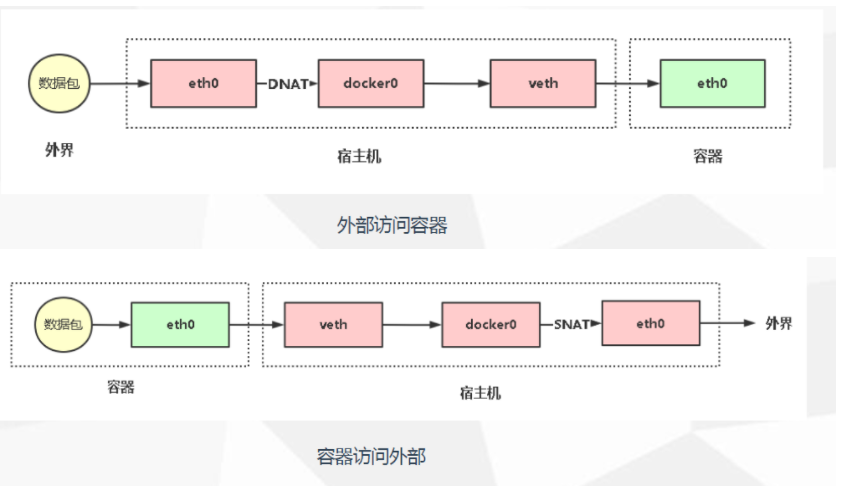 数据包 eth0 DNAT docker0 veth eth0
外界 宿主机 容器
外部访问容器
数据包 eth0 veth docker0 SNAT eth0 外界
容器 宿主机
容器访问外部